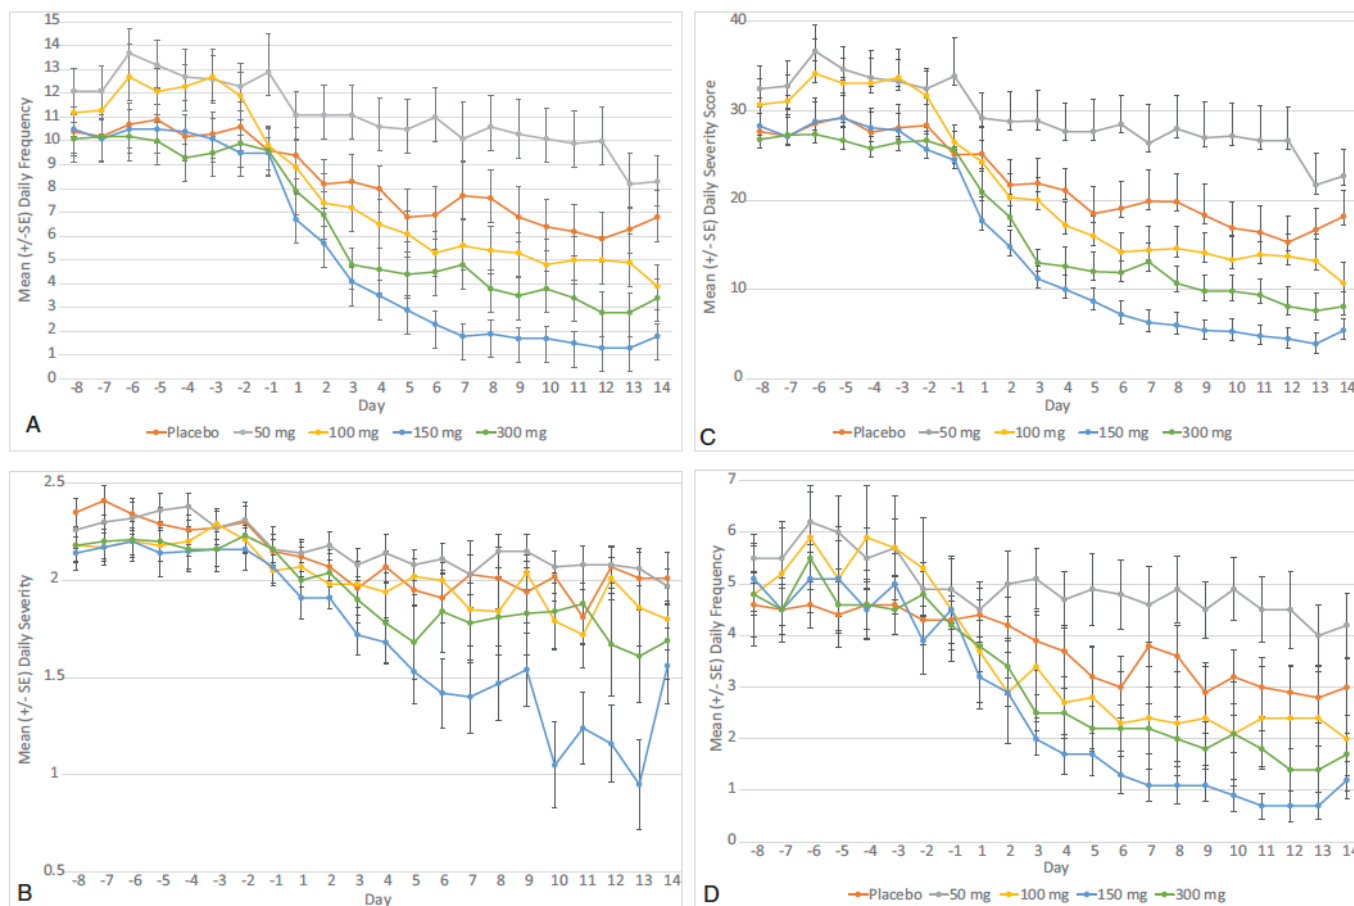 15
14
13
12
11
10
9
8
7
6
5
4
3
2
1
0
Mean (+/-SE) Daily Frequency
-8 -7 -6 -5 -4 -3 -2 -1 1 2 3 4 5 6 7 8 9 10 11 12 13 14
Day
A
Placebo 50 mg 100 mg 150 mg 300 mg
40
30
20
10
0
Mean (+/- SE) Daily Severity Score
-8 -7 -6 -5 -4 -3 -2 -1 1 2 3 4 5 6 7 8 9 10 11 12 13 14
Day
C
Placebo 50 mg 100 mg 150 mg 300 mg
2.5
2
1.5
1
0.5
Mean (+/- SE) Daily Severity
-8 -7 -6 -5 -4 -3 -2 -1 1 2 3 4 5 6 7 8 9 10 11 12 13 14
B
Day
7
6
5
4
3
2
1
0
Mean (+/- SE) Daily Frequency
-8 -7 -6 -5 -4 -3 -2 -1 1 2 3 4 5 6 7 8 9 10 11 12 13 14
Day
D
Placebo 50 mg 100 mg 150 mg 300 mg